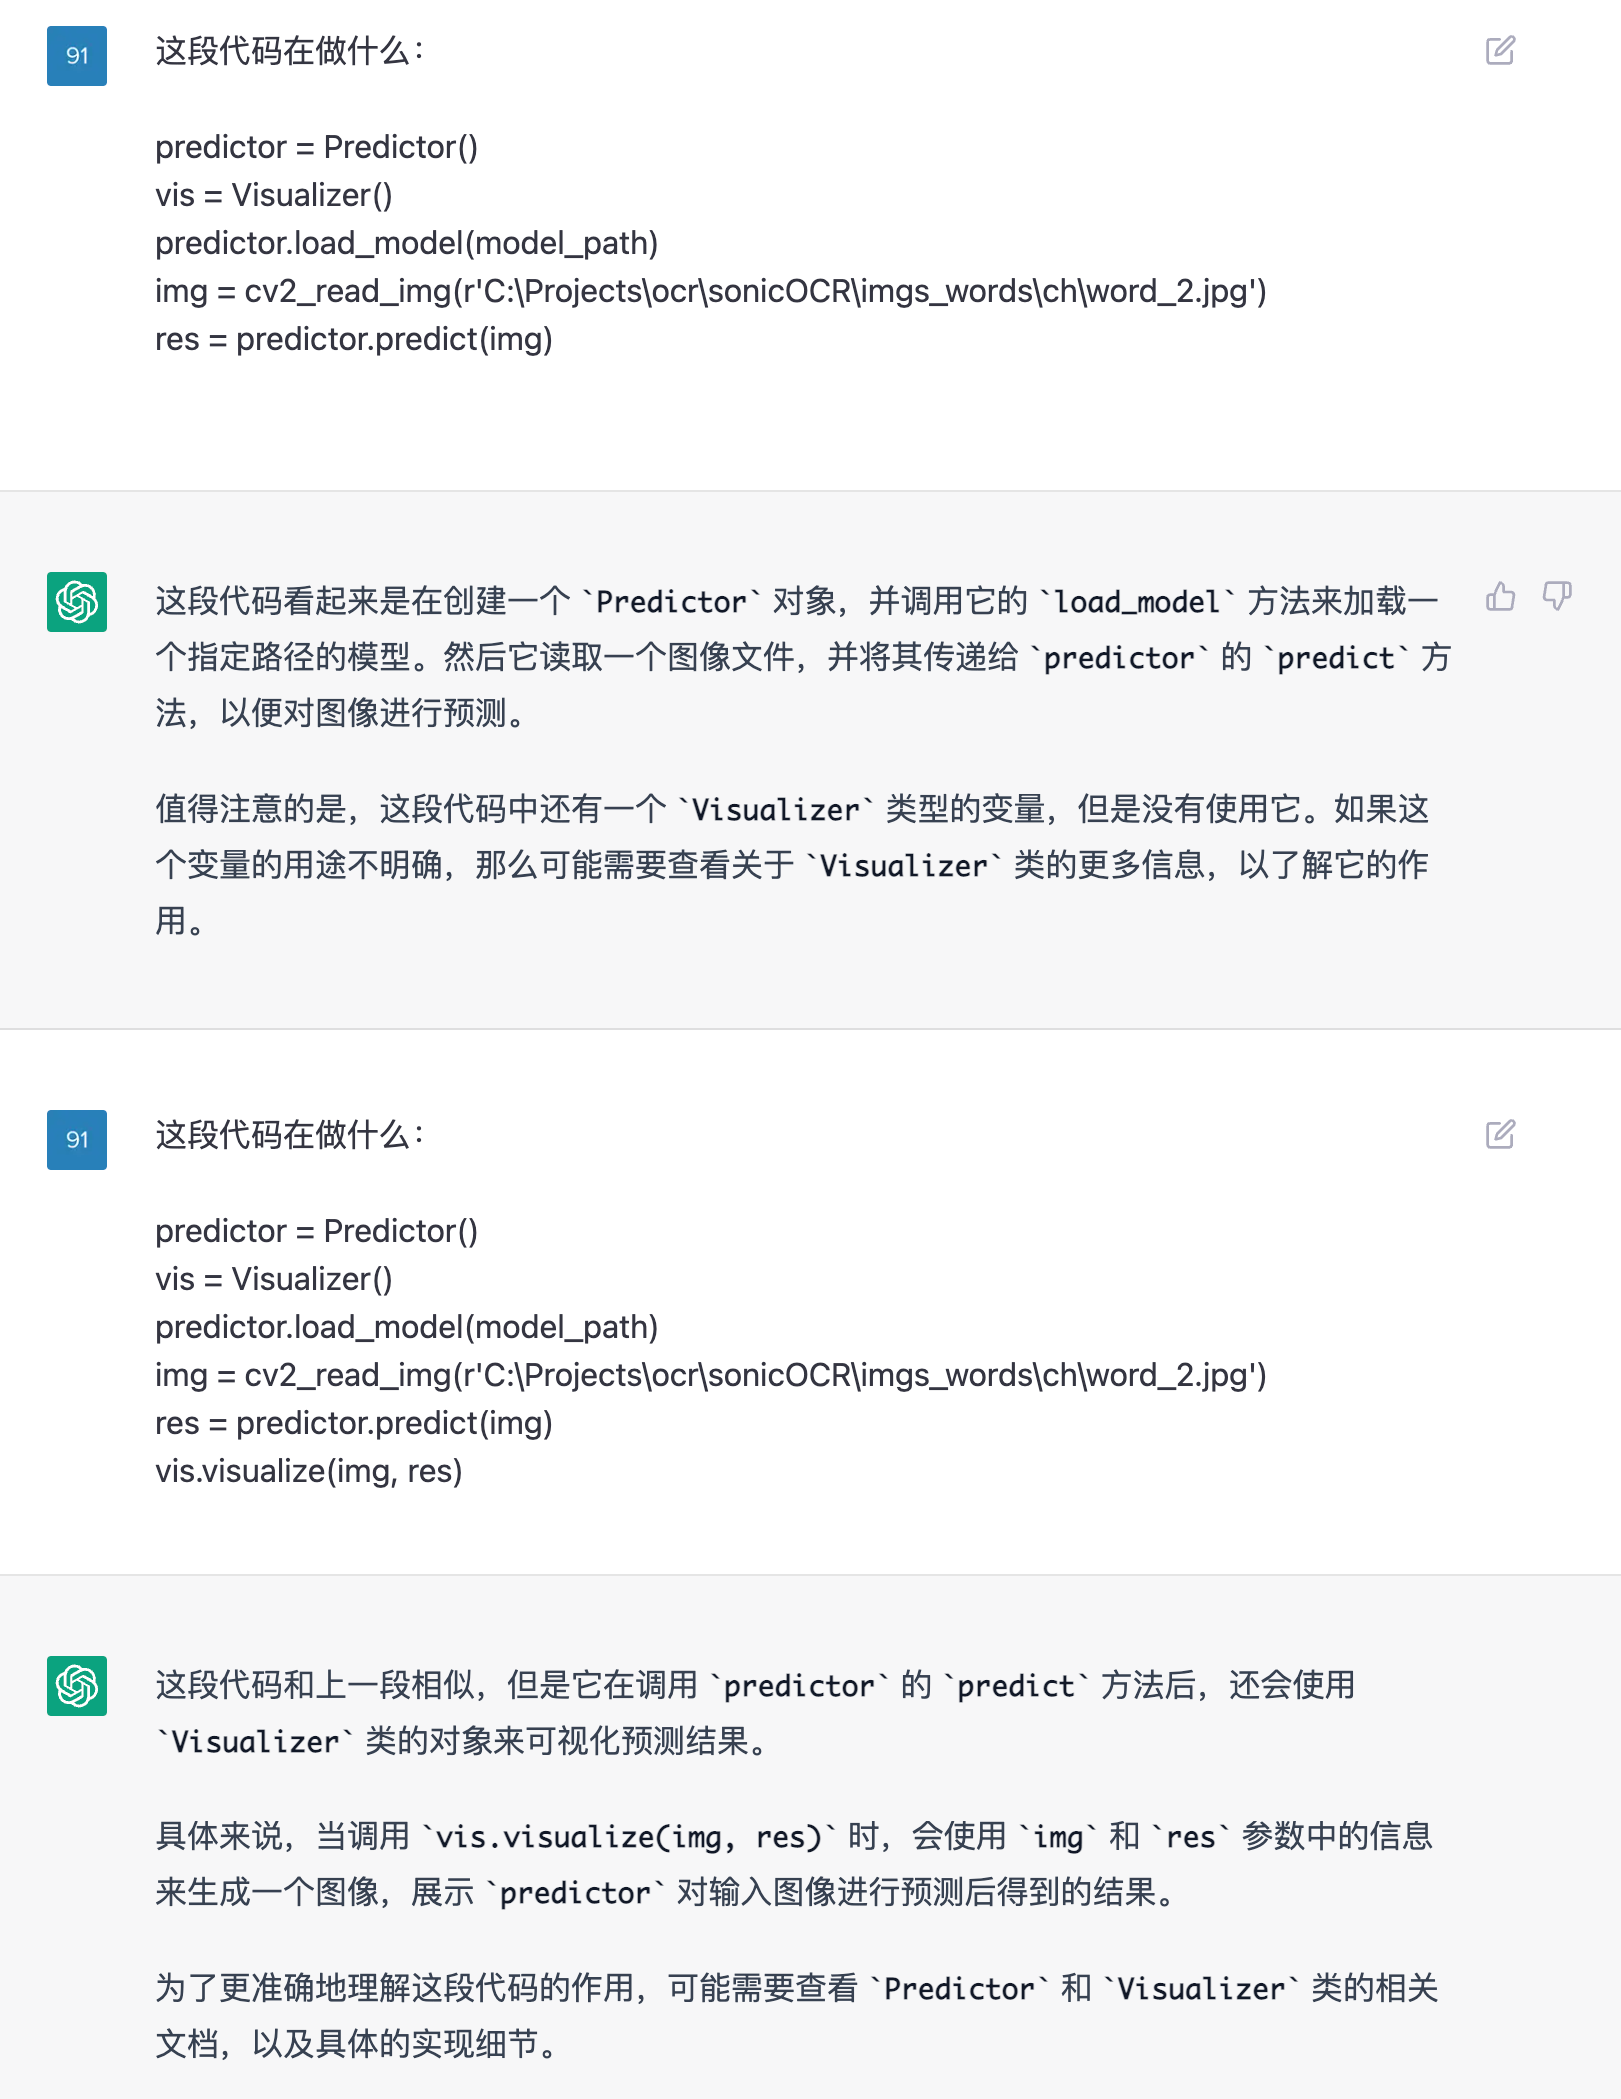 91
这段代码在做什么：
predictor = Predictor()
vis = Visualizer()
predictor.load_model(model_path)
img = cv2_read_img(r'C:\Projects\ocr\sonicOCR\imgs_words\ch\word_2.jpg')
res = predictor.predict(img)
这段代码看起来是在创建一个 `Predictor` 对象，并调用它的 `load_model` 方法来加载一
个指定路径的模型。然后它读取一个图像文件，并将其传递给 `predictor` 的 `predict` 方
法，以便对图像进行预测。
值得注意的是，这段代码中还有一个 `Visualizer` 类型的变量，但是没有使用它。如果这
个变量的用途不明确，那么可能需要查看关于 `Visualizer` 类的更多信息，以了解它的作
用。
91
这段代码在做什么：
predictor = Predictor()
vis = Visualizer()
predictor.load_model(model_path)
img = cv2_read_img(r'C:\Projects\ocr\sonicOCR\imgs_words\ch\word_2.jpg')
res = predictor.predict(img)
vis.visualize(img, res)
这段代码和上一段相似，但是它在调用 `predictor` 的 `predict` 方法后，还会使用
`Visualizer` 类的对象来可视化预测结果。
具体来说，当调用 `vis.visualize(img, res)` 时，会使用 `img` 和 `res` 参数中的信息
来生成一个图像，展示 `predictor` 对输入图像进行预测后得到的结果。
为了更准确地理解这段代码的作用，可能需要查看 `Predictor` 和 `Visualizer` 类的相关
文档，以及具体的实现细节。